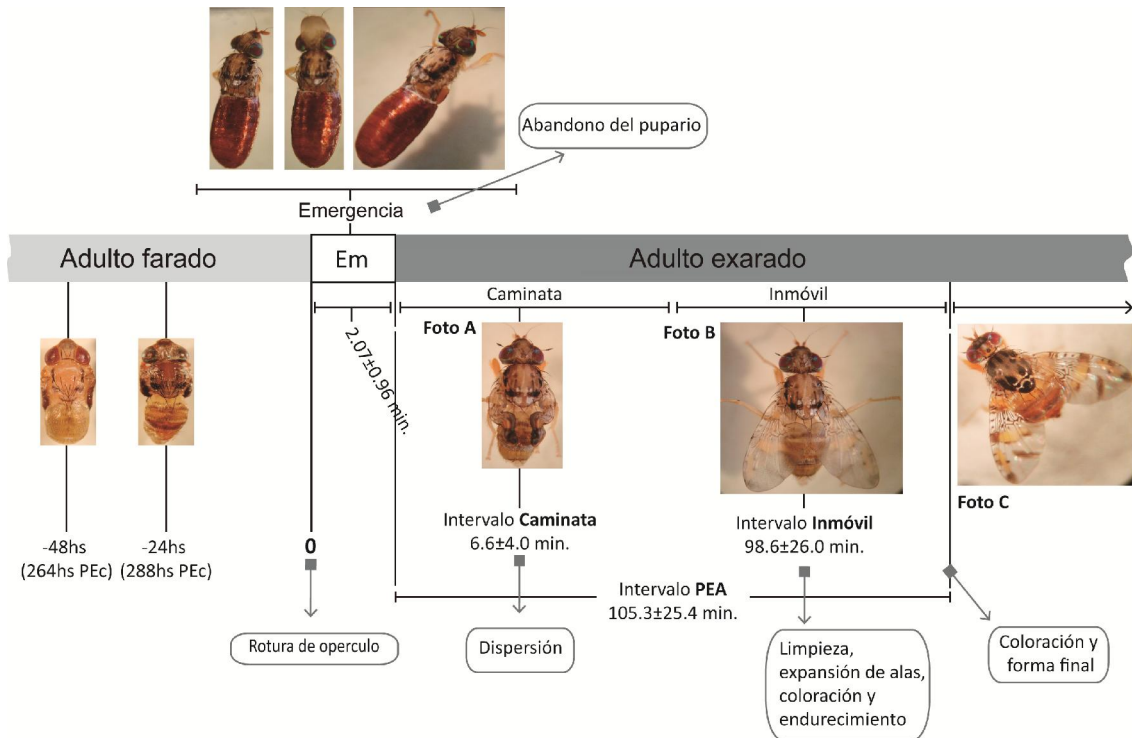 Abandono del pupario
Emergencia
Adulto farado
Em
Adulto exarado
Caminata
Inmóvil
Foto A
Foto B
2.07±0.96 min.
Foto C
-48hs
(264hs PEc)
-24hs
(288hs PEc)
0
Intervalo Caminata
6.6±4.0 min.
Intervalo Inmóvil
98.6±26.0 min.
Intervalo PEA
105.3±25.4 min.
Rotura de operculo
Dispersión
Limpieza,
expansión de alas,
coloración y
endurecimiento
Coloración y
forma final